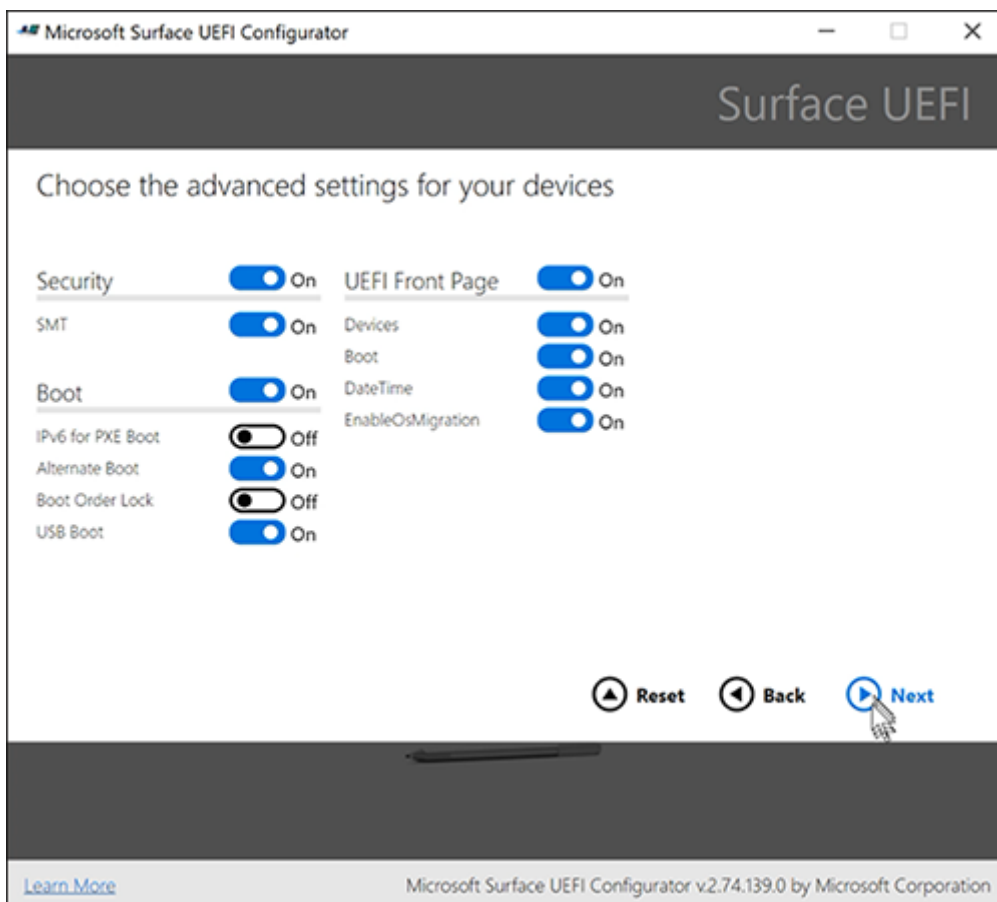 Microsoft Surface UEFI Configurator
Surface UEFI
Choose the advanced settings for your devices
Security On
SMT On
Boot On
IPv6 for PXE Boot Off
Alternate Boot On
Boot Order Lock Off
USB Boot On
UEFI Front Page On
Devices On
Boot On
DateTime On
EnableOsMigration On
Reset Back Next
Learn More Microsoft Surface UEFI Configurator v.2.74.139.0 by Microsoft Corporation